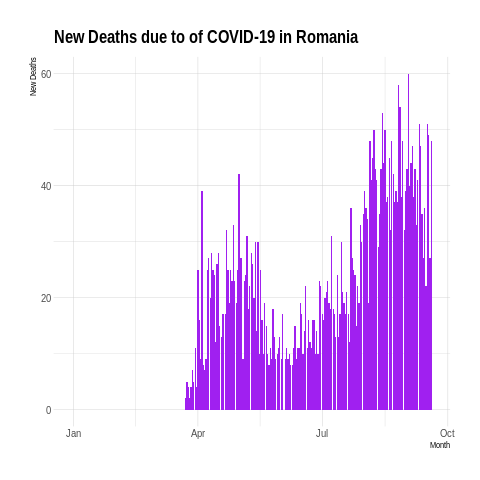 New Deaths due to of COVID-19 in Romania
New Deaths
60
40
20
0
Jan Apr Jul Oct
Month